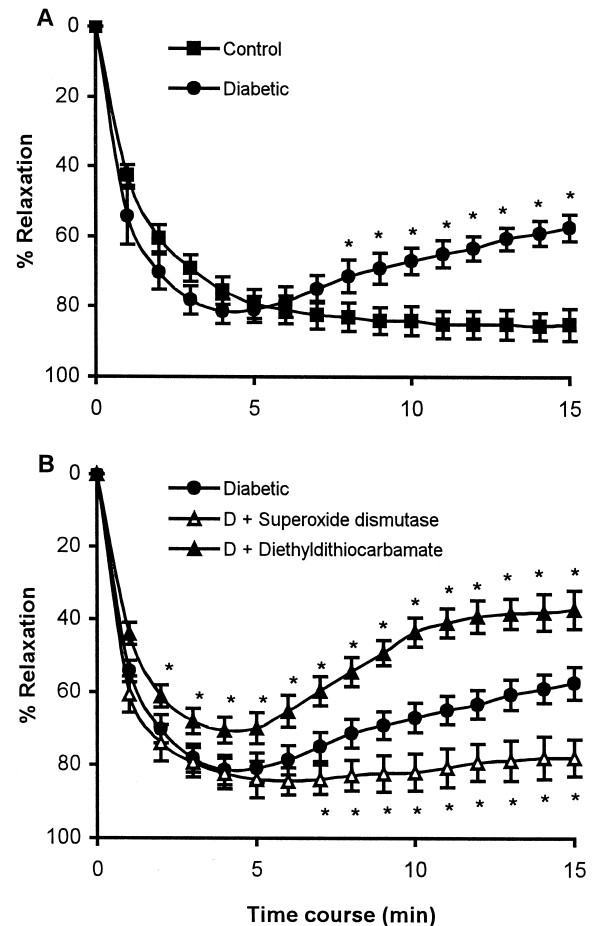 A
0
Control
Diabetic
20
40
60
80
100
% Relaxation
* * * * * * * *
0 5 10 15
B
0
Diabetic
D + Superoxide dismutase
D + Diethyldithiocarbamate
20
40
60
80
100
% Relaxation
* * * * * * * * * * * * * *
* * * * * * * * *
0 5 10 15
Time course (min)